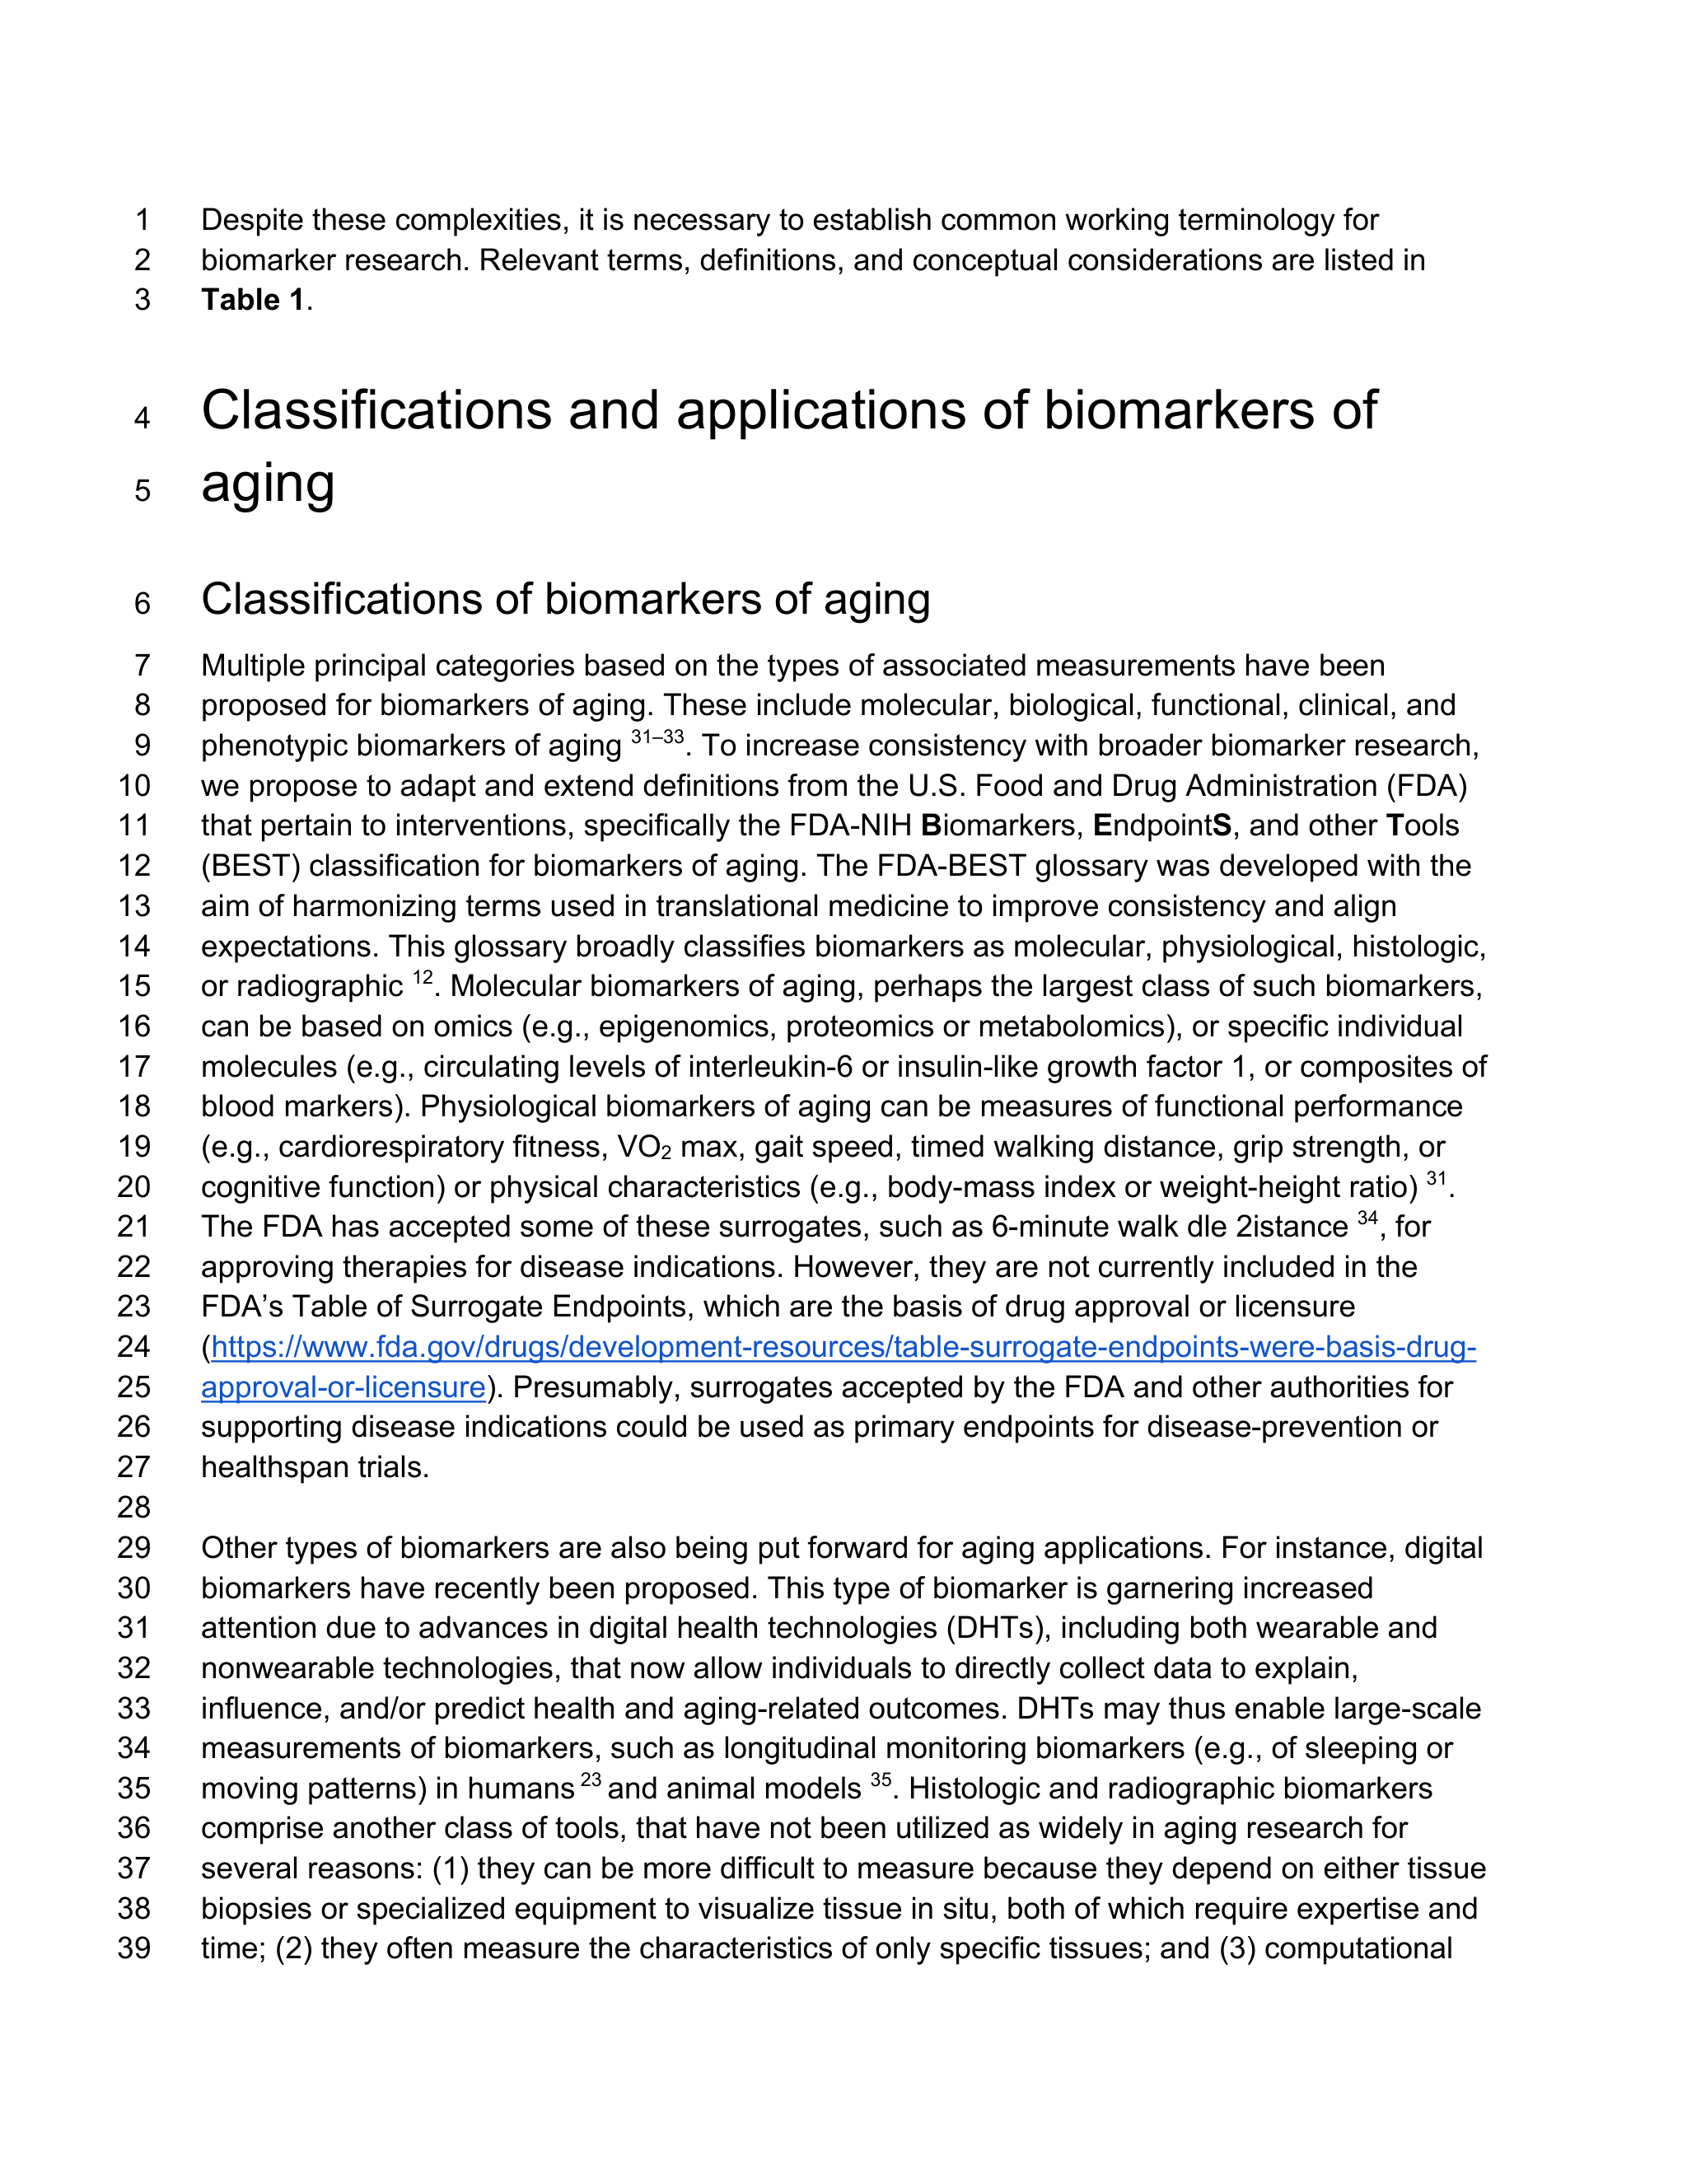 1 Despite these complexities, it is necessary to establish common working terminology for
2 biomarker research. Relevant terms, definitions, and conceptual considerations are listed in
3 Table 1.
4 Classifications and applications of biomarkers of
5 aging
6 Classifications of biomarkers of aging
7 Multiple principal categories based on the types of associated measurements have been
8 proposed for biomarkers of aging. These include molecular, biological, functional, clinical, and
9 phenotypic biomarkers of aging 31–33. To increase consistency with broader biomarker research,
10 we propose to adapt and extend definitions from the U.S. Food and Drug Administration (FDA)
11 that pertain to interventions, specifically the FDA-NIH Biomarkers, EndpointS, and other Tools
12 (BEST) classification for biomarkers of aging. The FDA-BEST glossary was developed with the
13 aim of harmonizing terms used in translational medicine to improve consistency and align
14 expectations. This glossary broadly classifies biomarkers as molecular, physiological, histologic,
15 or radiographic 12. Molecular biomarkers of aging, perhaps the largest class of such biomarkers,
16 can be based on omics (e.g., epigenomics, proteomics or metabolomics), or specific individual
17 molecules (e.g., circulating levels of interleukin-6 or insulin-like growth factor 1, or composites of
18 blood markers). Physiological biomarkers of aging can be measures of functional performance
19 (e.g., cardiorespiratory fitness, VO2 max, gait speed, timed walking distance, grip strength, or
20 cognitive function) or physical characteristics (e.g., body-mass index or weight-height ratio) 31.
21 The FDA has accepted some of these surrogates, such as 6-minute walk dle 2istance 34, for
22 approving therapies for disease indications. However, they are not currently included in the
23 FDA’s Table of Surrogate Endpoints, which are the basis of drug approval or licensure
24 (https://www.fda.gov/drugs/development-resources/table-surrogate-endpoints-were-basis-drug-
25 approval-or-licensure). Presumably, surrogates accepted by the FDA and other authorities for
26 supporting disease indications could be used as primary endpoints for disease-prevention or
27 healthspan trials.
28
29 Other types of biomarkers are also being put forward for aging applications. For instance, digital
30 biomarkers have recently been proposed. This type of biomarker is garnering increased
31 attention due to advances in digital health technologies (DHTs), including both wearable and
32 nonwearable technologies, that now allow individuals to directly collect data to explain,
33 influence, and/or predict health and aging-related outcomes. DHTs may thus enable large-scale
34 measurements of biomarkers, such as longitudinal monitoring biomarkers (e.g., of sleeping or
35 moving patterns) in humans 23 and animal models 35. Histologic and radiographic biomarkers
36 comprise another class of tools, that have not been utilized as widely in aging research for
37 several reasons: (1) they can be more difficult to measure because they depend on either tissue
38 biopsies or specialized equipment to visualize tissue in situ, both of which require expertise and
39 time; (2) they often measure the characteristics of only specific tissues; and (3) computational